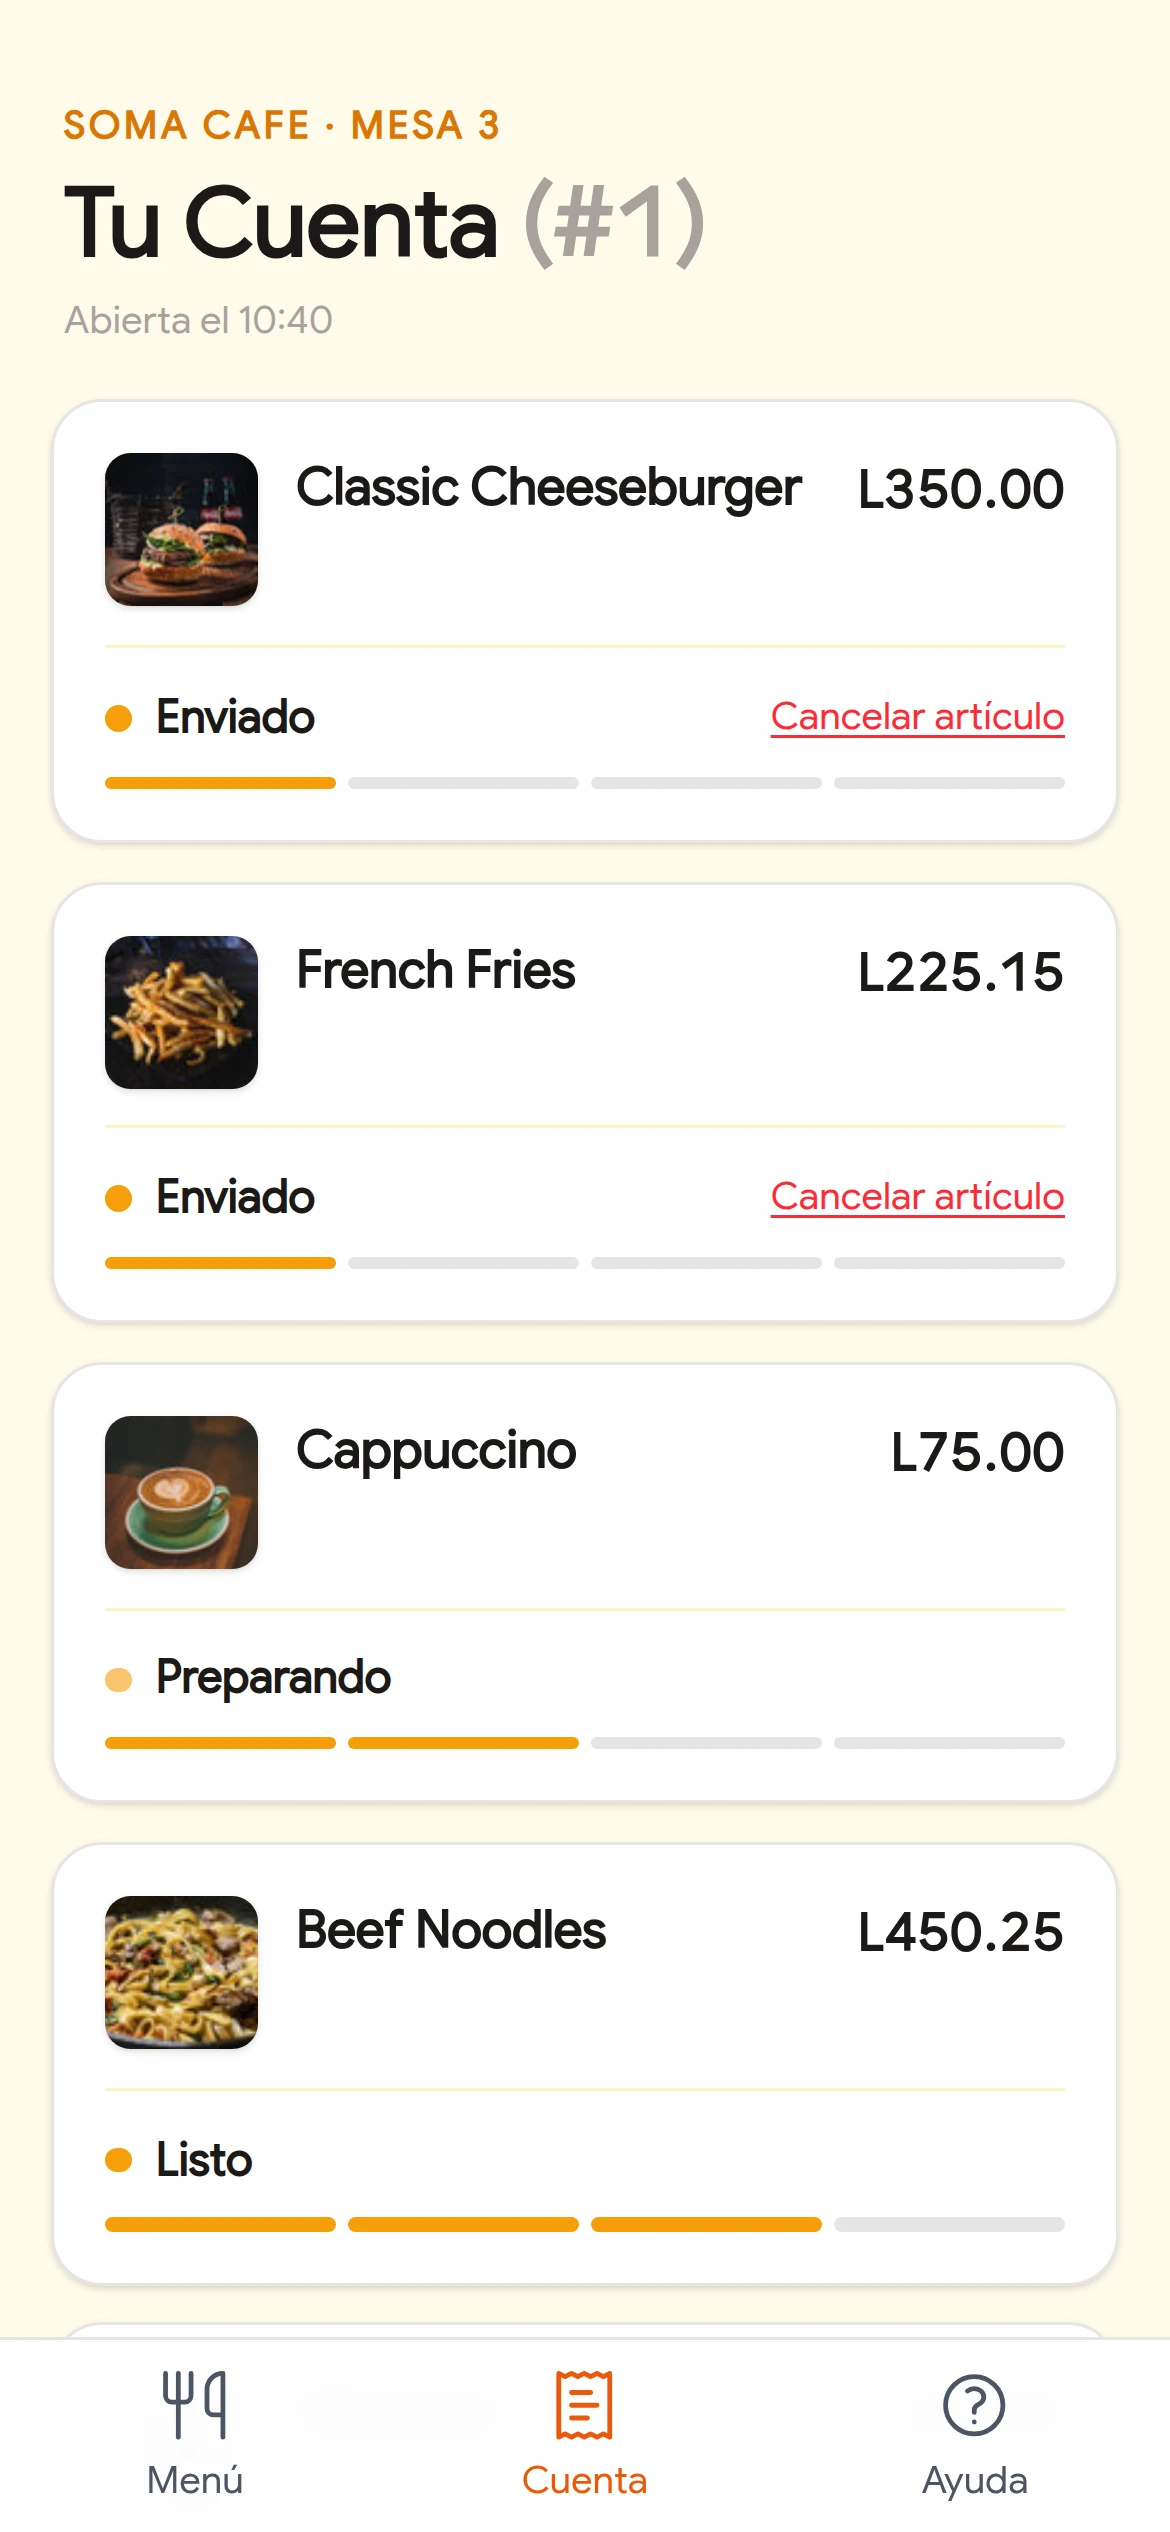 SOMA CAFE · MESA 3
Tu Cuenta (#1)
Abierta el 10:40
Classic Cheeseburger L350.00
Enviado Cancelar artículo
French Fries L225.15
Enviado Cancelar artículo
Cappuccino L75.00
Preparando
Beef Noodles L450.25
Listo
Menú Cuenta Ayuda